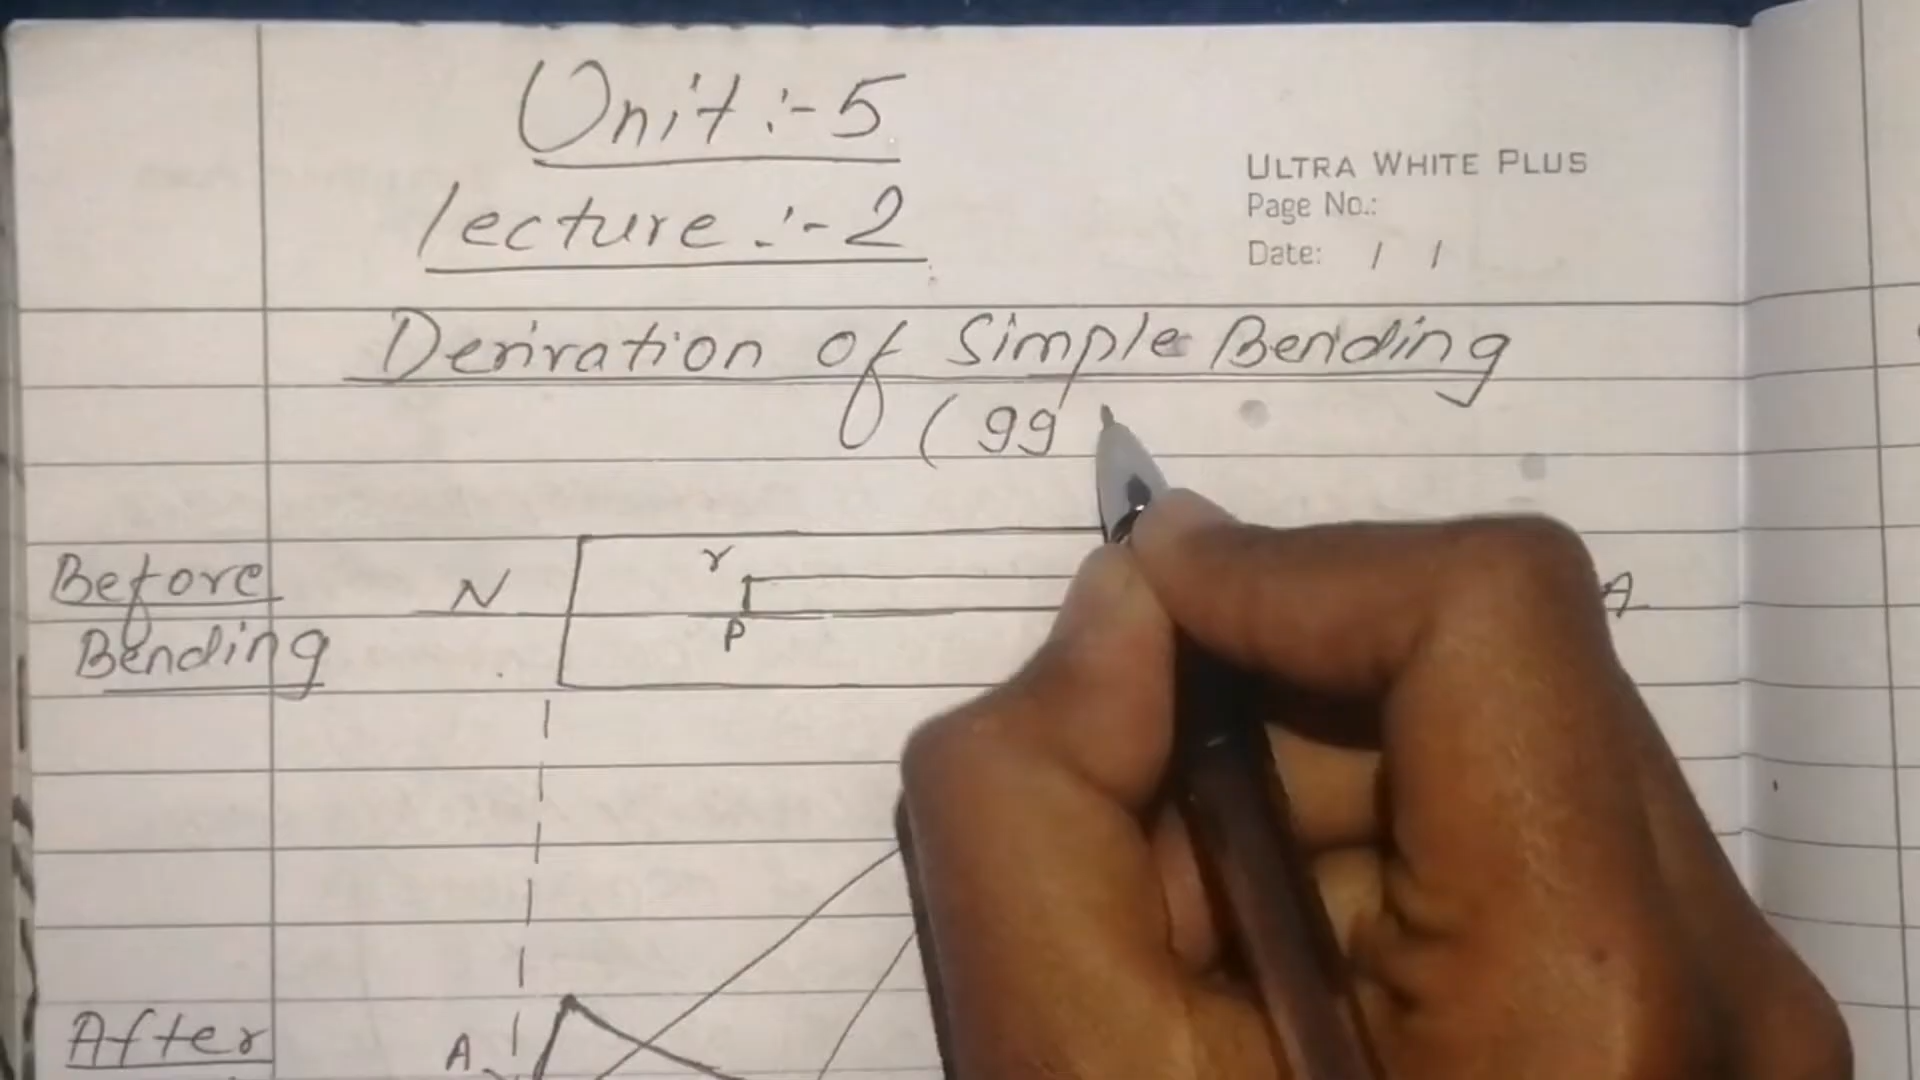 Unit :- 5
lecture :- 2
ULTRA WHITE PLUS
Page No.:
Date: / /
Derivation of Simple Bending
( 99
Before
Bending
N
r
P
A
After
A